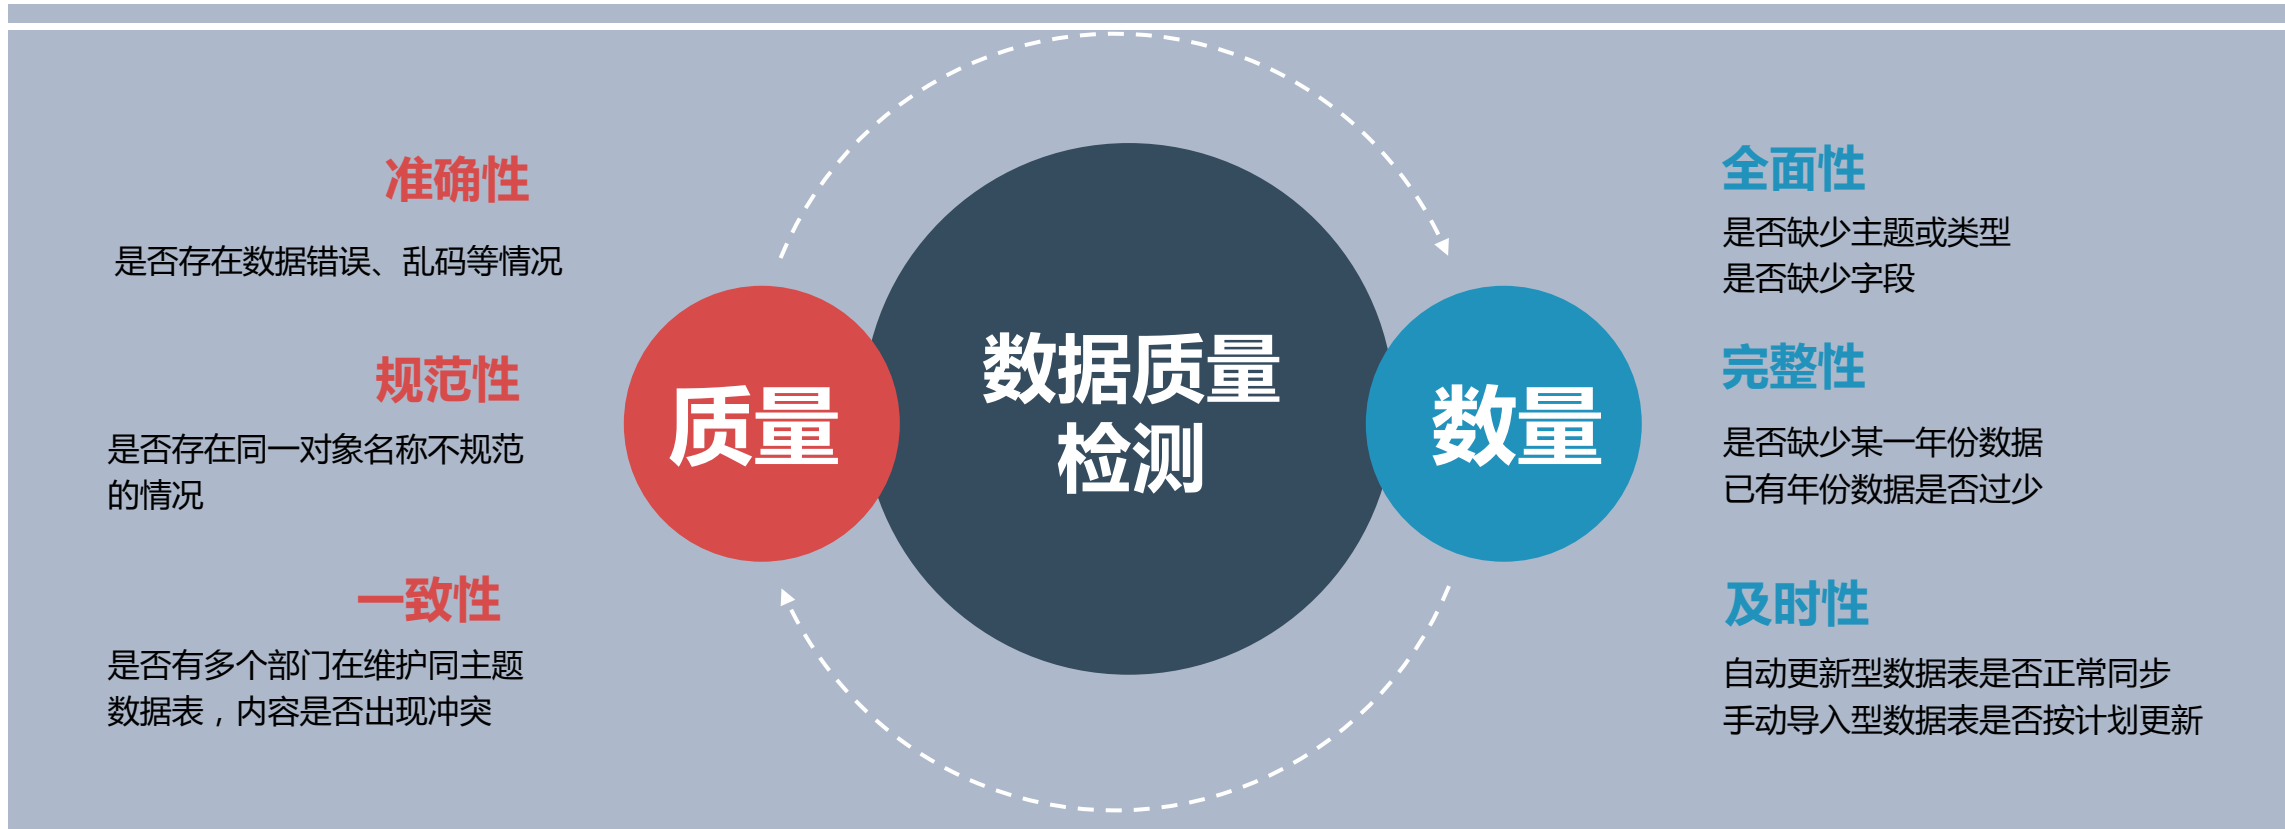 准确性
是否存在数据错误、乱码等情况
规范性
是否存在同一对象名称不规范
的情况
一致性
是否有多个部门在维护同主题
数据表，内容是否出现冲突
质量
数据质量
检测
数量
全面性
是否缺少主题或类型
是否缺少字段
完整性
是否缺少某一年份数据
已有年份数据是否过少
及时性
自动更新型数据表是否正常同步
手动导入型数据表是否按计划更新